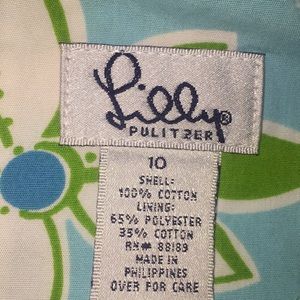 Lilly®
PULITZER
10
SHELL:
100% COTTON
LINING:
65% POLYESTER
35% COTTON
RN# 88189
MADE IN
PHILIPPINES
OVER FOR CARE